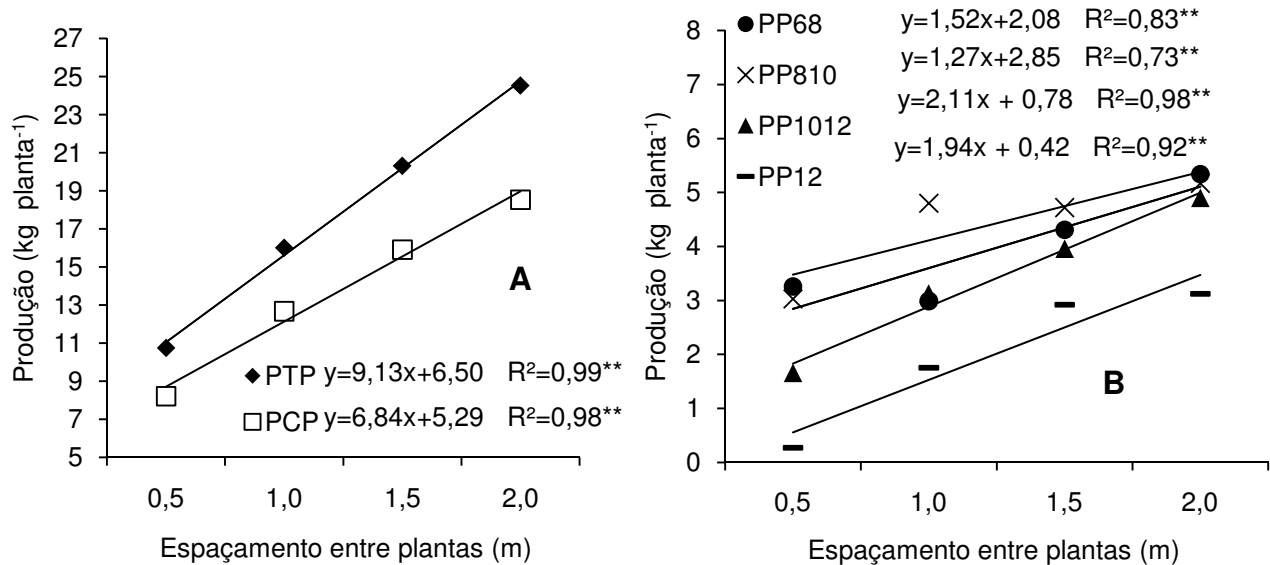 Produção (kg planta⁻¹)
27
25
23
21
19
17
15
13
11
9
7
5
A
PTP y=9,13x+6,50 R²=0,99**
PCP y=6,84x+5,29 R²=0,98**
0,5 1,0 1,5 2,0
Espaçamento entre plantas (m)
Produção (kg planta⁻¹)
8
7
6
5
4
3
2
1
0
PP68 y=1,52x+2,08 R²=0,83**
PP810 y=1,27x+2,85 R²=0,73**
PP1012 y=2,11x + 0,78 R²=0,98**
PP12 y=1,94x + 0,42 R²=0,92**
B
0,5 1,0 1,5 2,0
Espaçamento entre plantas (m)